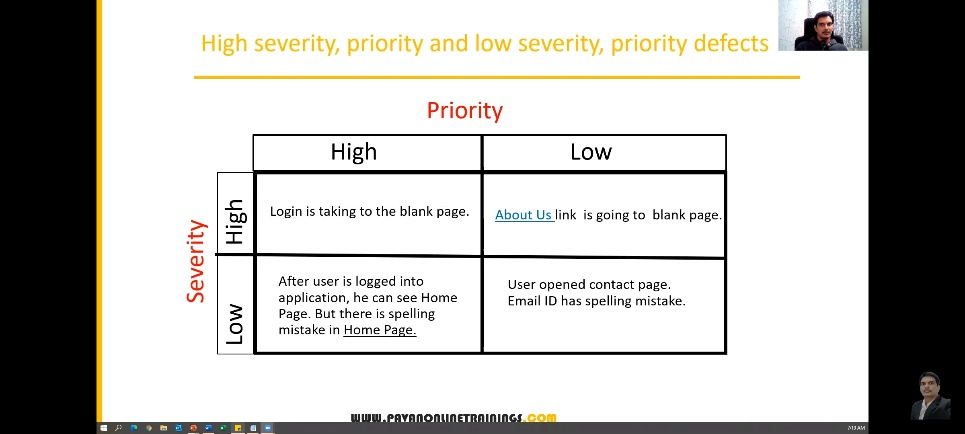 High severity, priority and low severity, priority defects
Priority
High
Low
Severity
High
Login is taking to the blank page.
About Us link is going to blank page.
Low
After user is logged into
application, he can see Home
Page. But there is spelling
mistake in Home Page.
User opened contact page.
Email ID has spelling mistake.
WWW.PAVANONLINETRAININGS.COM
7:13 AM